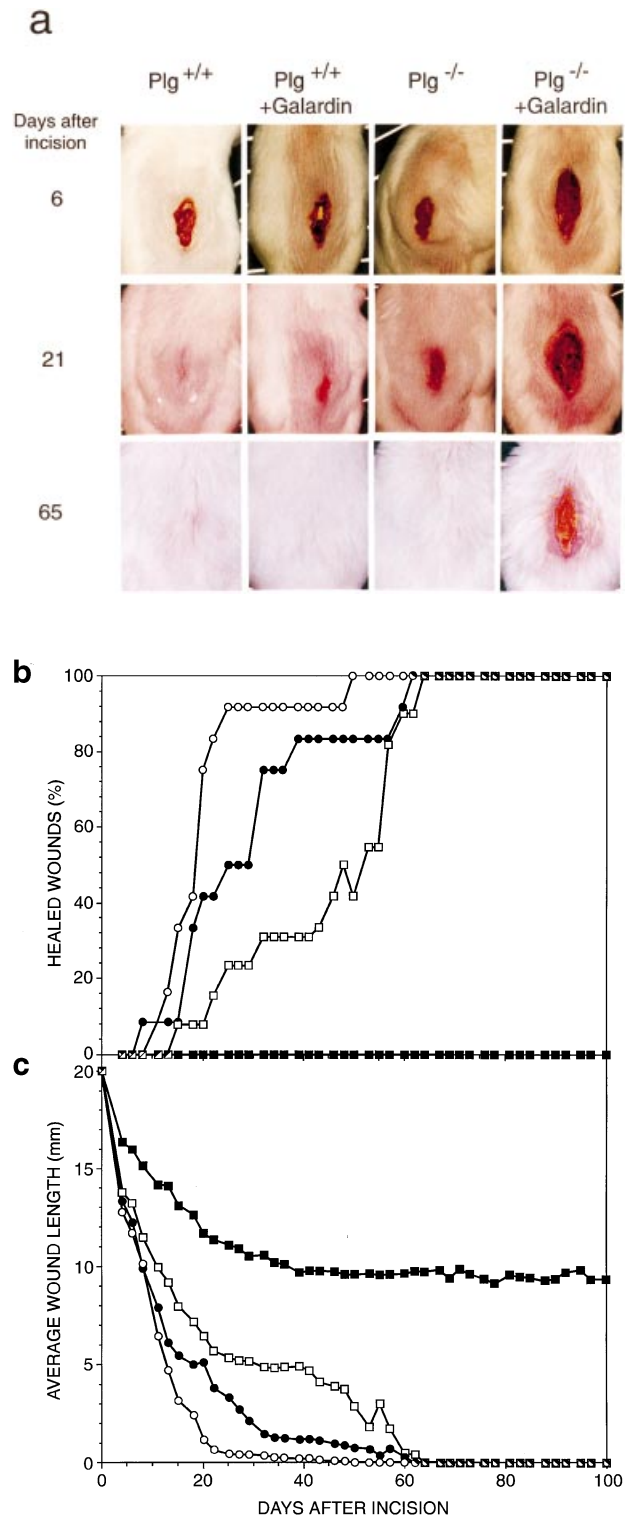 a
Plg +/+
Plg +/+
+Galardin
Plg -/-
Plg -/-
+Galardin
Days after
incision
6
21
65
b
100
80
60
40
20
0
HEALED WOUNDS (%)
c
20
15
10
5
0
AVERAGE WOUND LENGTH (mm)
0
20
40
60
80
100
DAYS AFTER INCISION